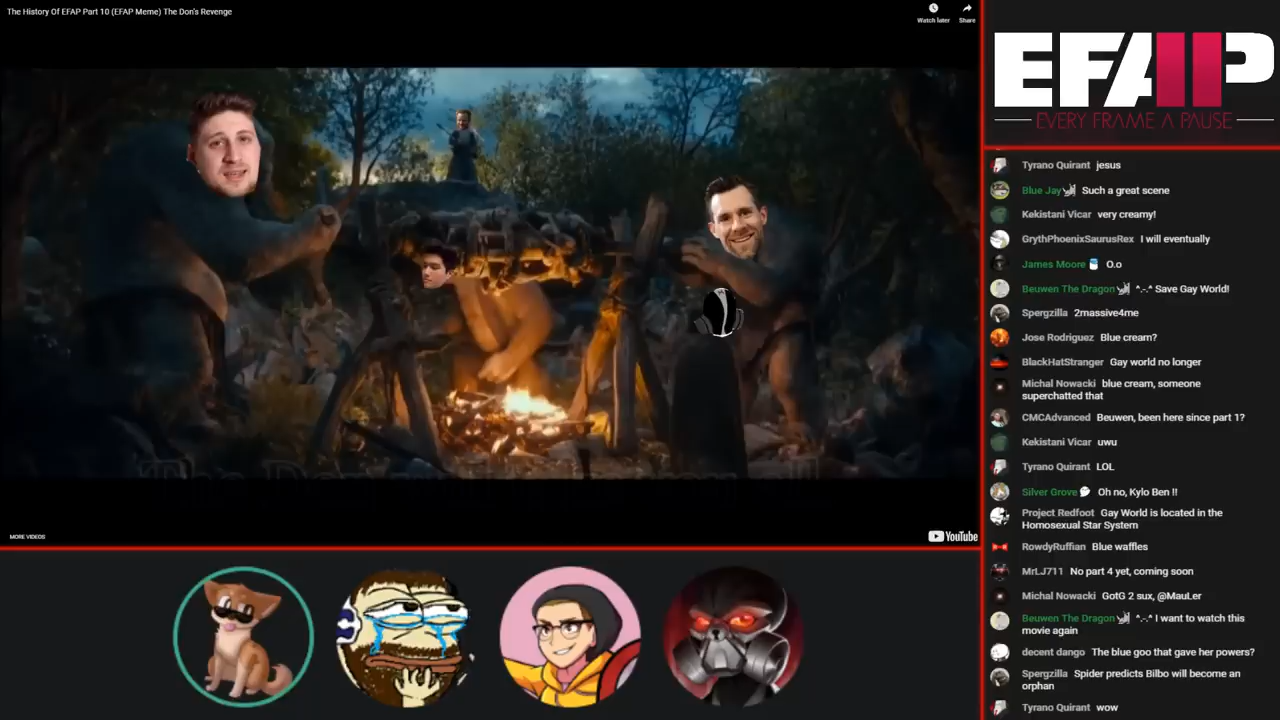 The History Of EFAP Part 10 (EFAP Meme) The Don's Revenge
Watch later
Share
MORE VIDEOS
YouTube
EFAP
EVERY FRAME A PAUSE
Tyrano Quirant jesus
Blue Jay Such a great scene
Kekistani Vicar very creamy!
GrythPhoenixSaurusRex I will eventually
James Moore O.o
Beuwen The Dragon ^.-.^ Save Gay World!
Spergzilla 2massive4me
Jose Rodriguez Blue cream?
BlackHatStranger Gay world no longer
Michal Nowacki blue cream, someone
superchatted that
CMCAdvanced Beuwen, been here since part 1?
Kekistani Vicar uwu
Tyrano Quirant LOL
Silver Grove Oh no, Kylo Ben !!
Project Redfoot Gay World is located in the
Homosexual Star System
RowdyRuffian Blue waffles
MrLJ711 No part 4 yet, coming soon
Michal Nowacki GotG 2 sux, @MauLer
Beuwen The Dragon ^.-.^ I want to watch this
movie again
decent dango The blue goo that gave her powers?
Spergzilla Spider predicts Bilbo will become an
orphan
Tyrano Quirant wow